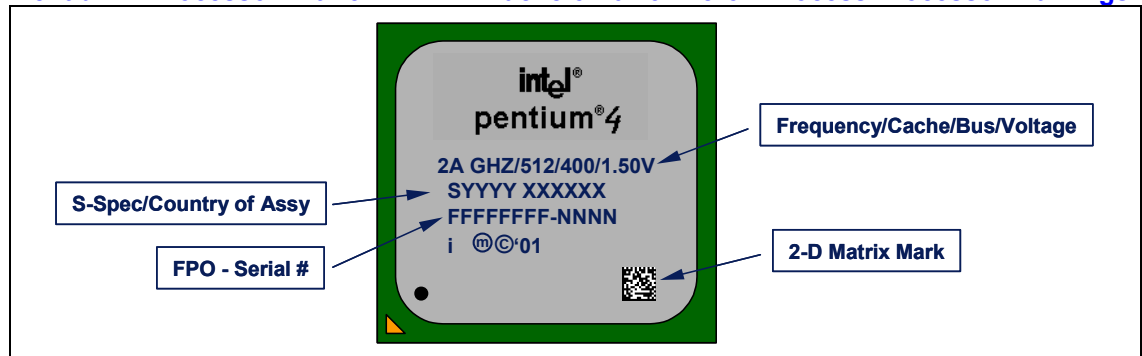 intel®
pentium®4
Frequency/Cache/Bus/Voltage
2A GHZ/512/400/1.50V
S-Spec/Country of Assy
SYYYY XXXXXX
FFFFFFFF-NNNN
FPO - Serial #
i ⓜ©'01
2-D Matrix Mark